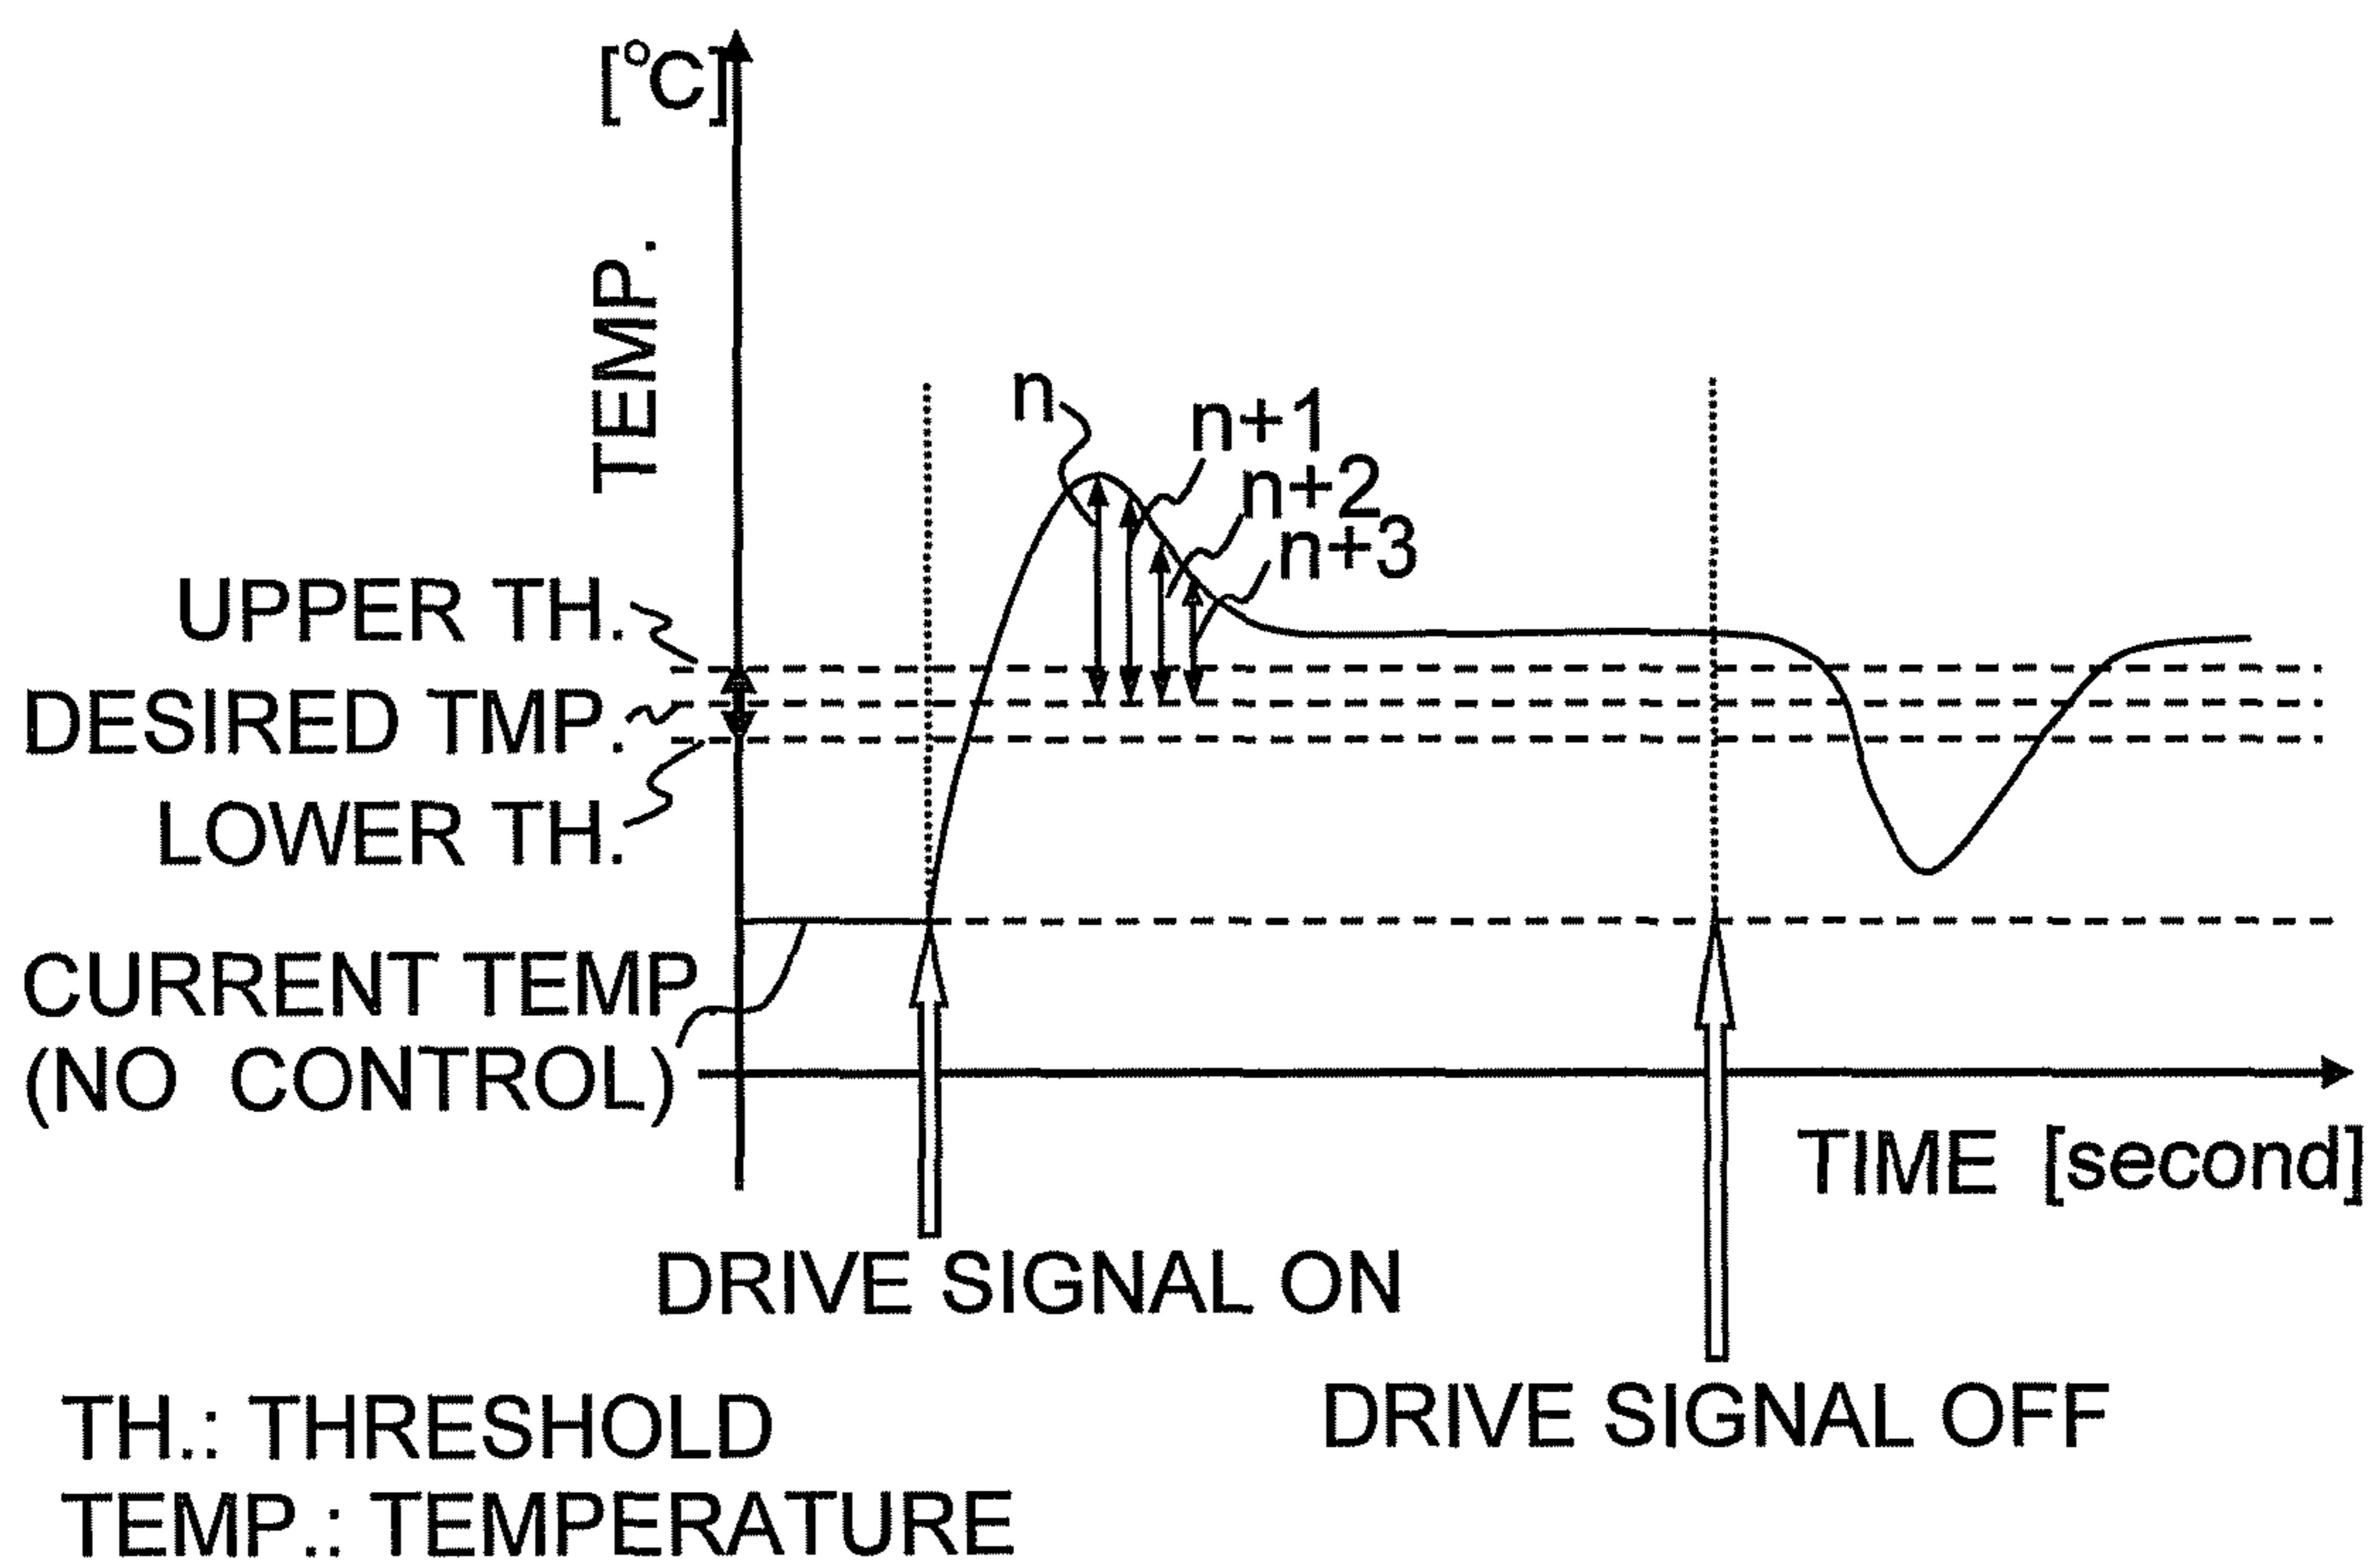 [°C]
TEMP.
n
n+1
n+2
n+3
UPPER TH.
DESIRED TMP.
LOWER TH.
CURRENT TEMP
(NO CONTROL)
TIME [second]
DRIVE SIGNAL ON
DRIVE SIGNAL OFF
TH.: THRESHOLD
TEMP.: TEMPERATURE